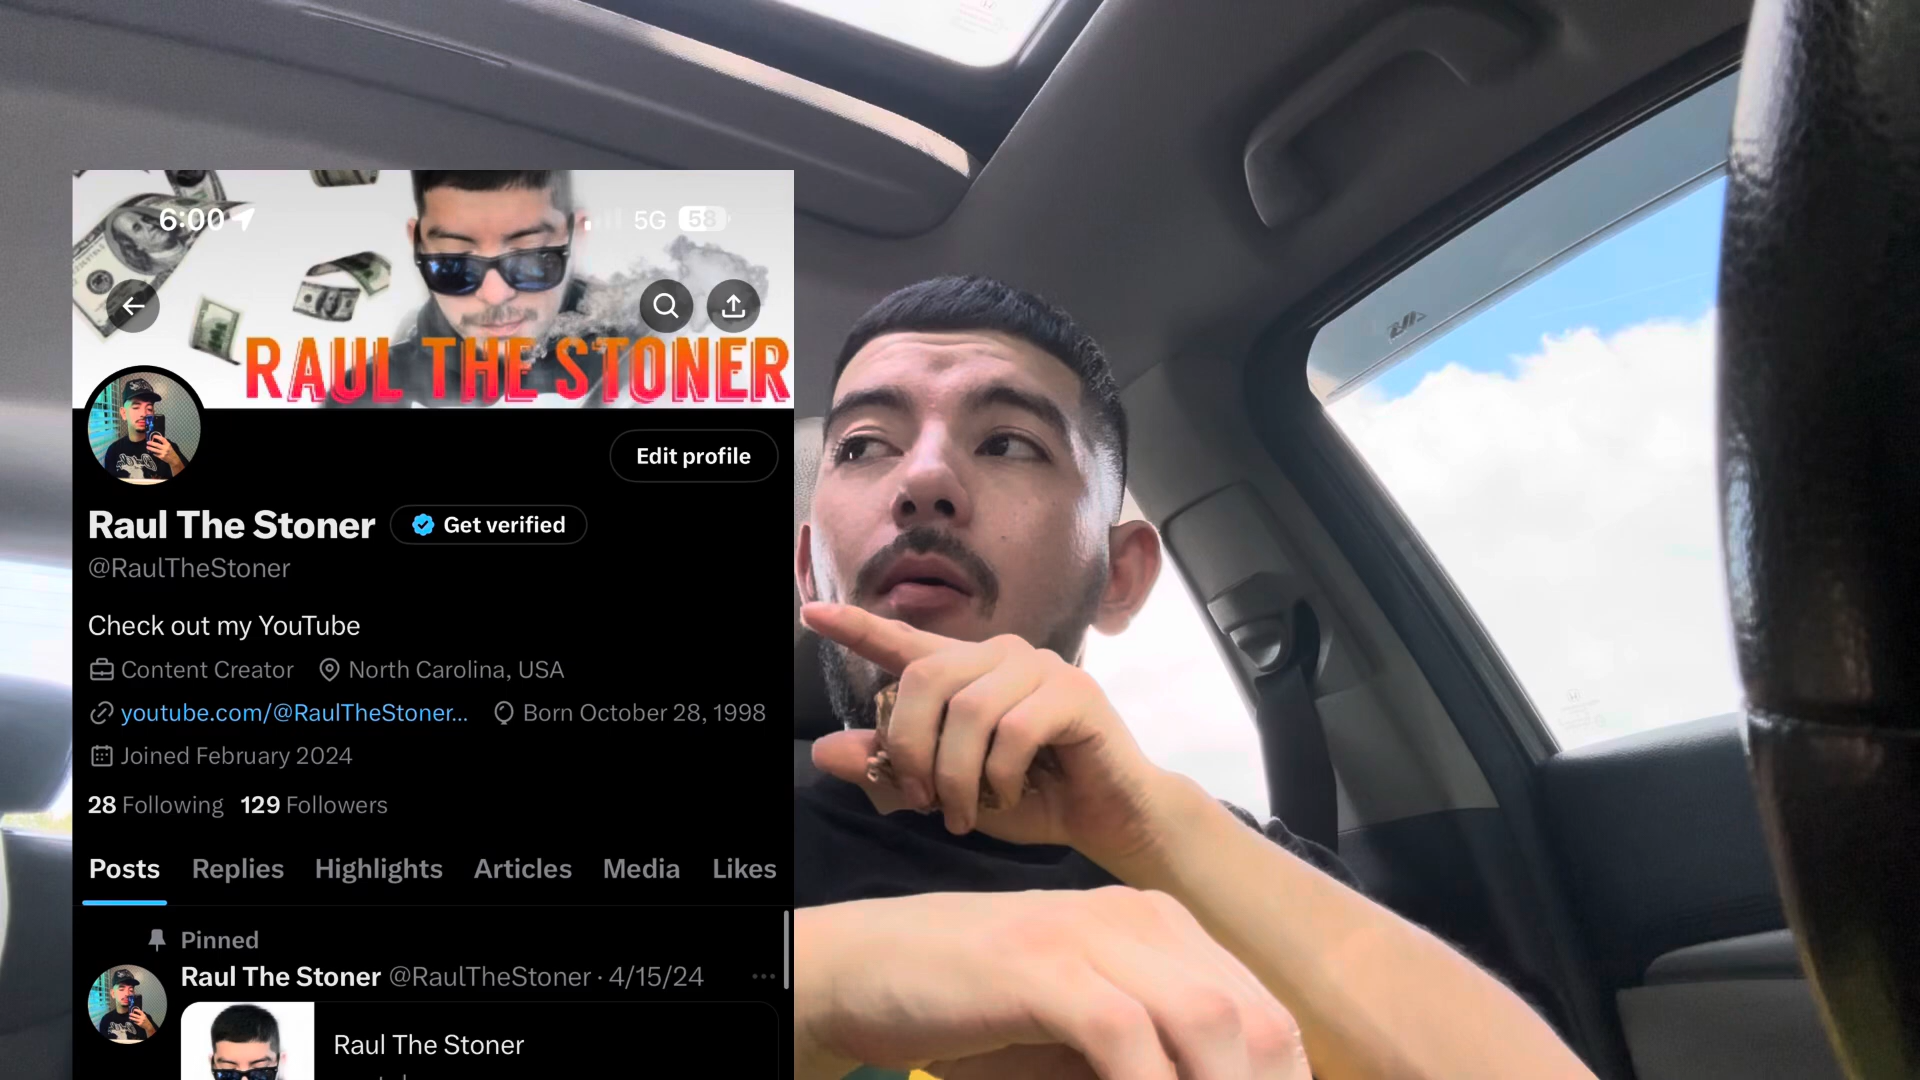 6:00 5G 58
RAUL THE STONER
Edit profile
Raul The Stoner Get verified
@RaulTheStoner
Check out my YouTube
Content Creator North Carolina, USA
youtube.com/@RaulTheStoner... Born October 28, 1998
Joined February 2024
28 Following 129 Followers
Posts Replies Highlights Articles Media Likes
Pinned
Raul The Stoner @RaulTheStoner · 4/15/24 ...
Raul The Stoner